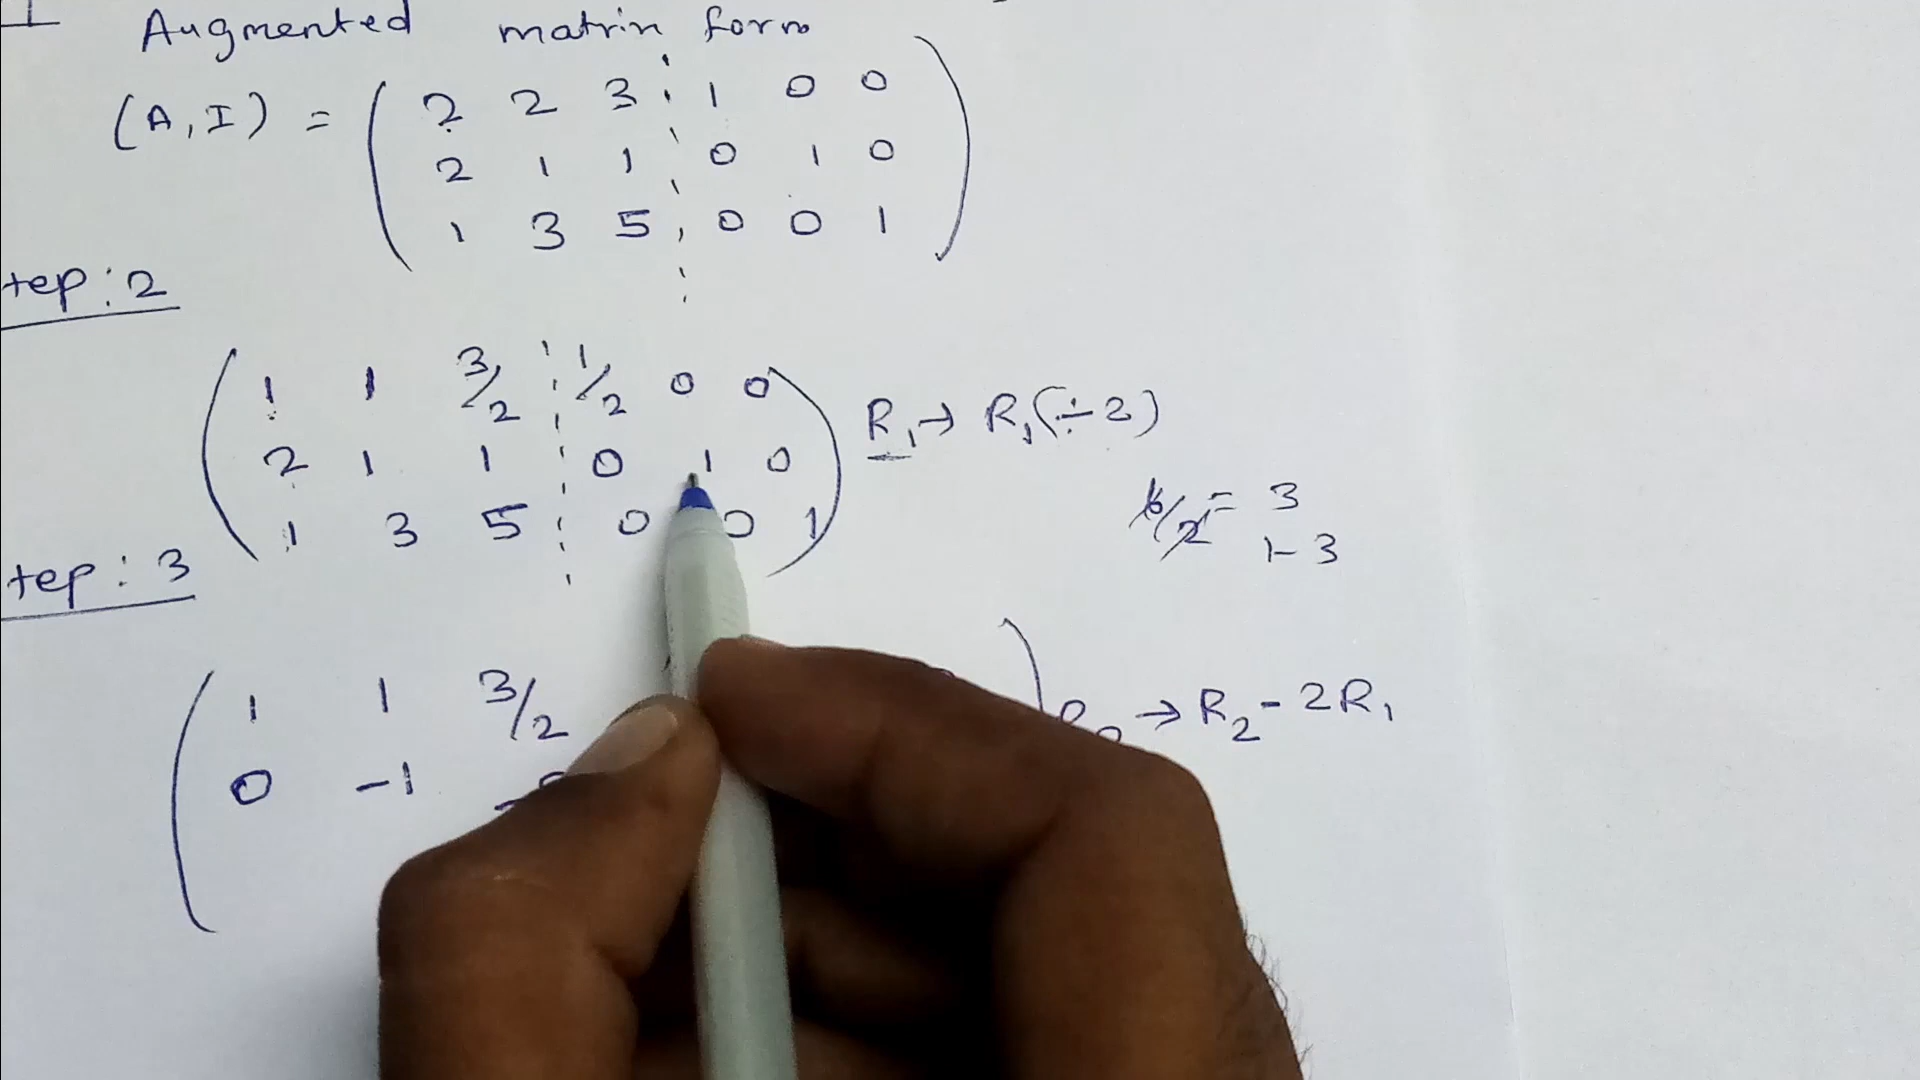 Augmented matrix form
(A, I) = ( 2 2 3 1 0 0
2 1 1 0 1 0
1 3 5 0 0 1 )
tep : 2
( 1 1 3/2 1/2 0 0
2 1 1 0 1 0
1 3 5 0 0 1 ) R₁ → R₁(÷2)
6/2 = 3
1-3
tep : 3
( 1 1 3/2
0 -1 ) → R₂ - 2R₁